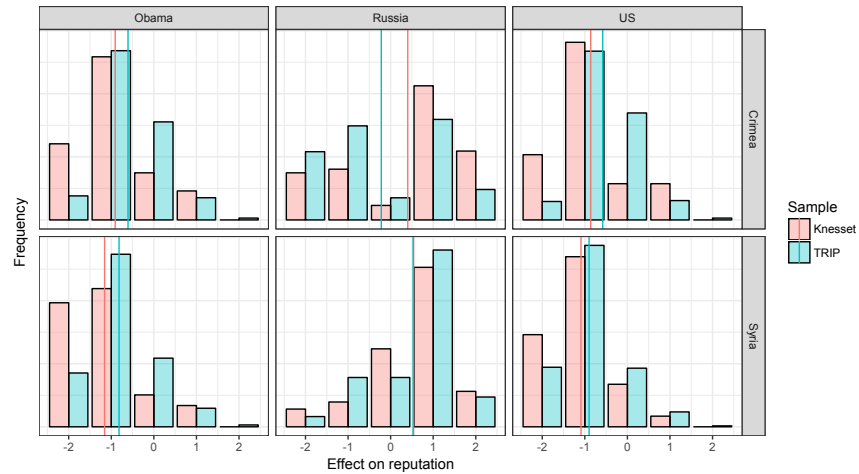 Obama
Russia
US
Crimea
Syria
Frequency
-2 -1 0 1 2
-2 -1 0 1 2
-2 -1 0 1 2
Effect on reputation
Sample
Knesset
TRIP